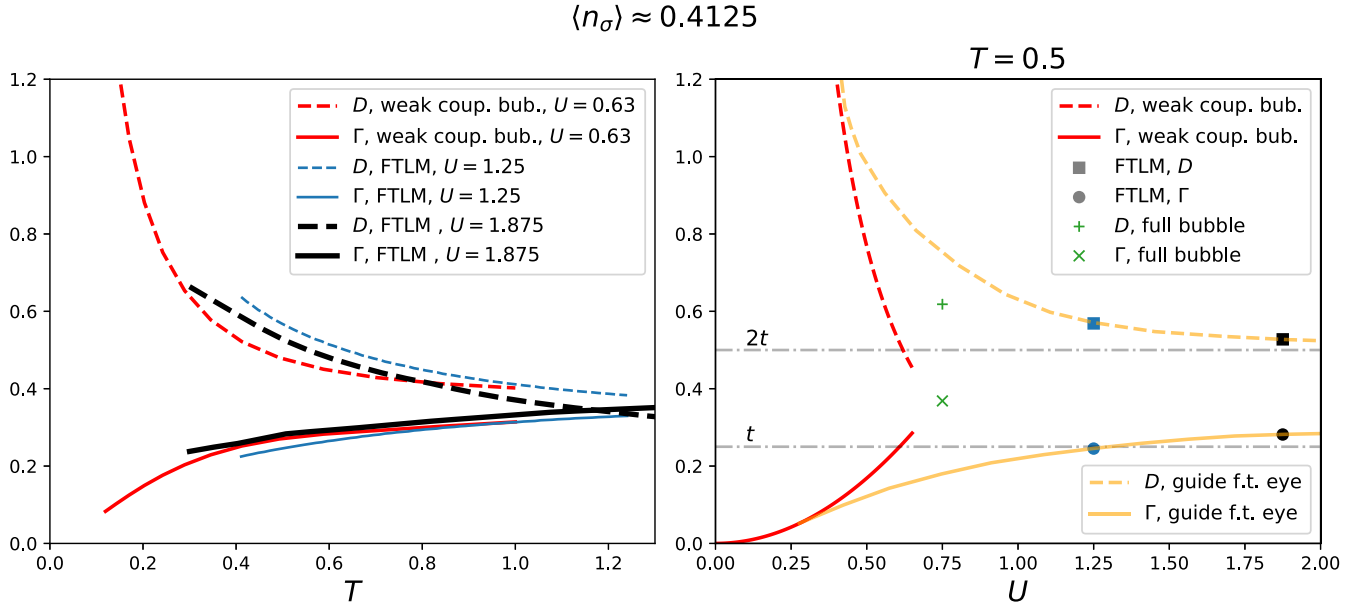 ⟨n_σ⟩ ≈ 0.4125
1.2
1.0
0.8
0.6
0.4
0.2
0.0
0.0 0.2 0.4 0.6 0.8 1.0 1.2
T
D, weak coup. bub., U = 0.63
Γ, weak coup. bub., U = 0.63
D, FTLM, U = 1.25
Γ, FTLM, U = 1.25
D, FTLM , U = 1.875
Γ, FTLM , U = 1.875
T = 0.5
1.2
1.0
0.8
0.6
0.4
0.2
0.0
0.00 0.25 0.50 0.75 1.00 1.25 1.50 1.75 2.00
U
D, weak coup. bub.
Γ, weak coup. bub.
FTLM, D
FTLM, Γ
D, full bubble
Γ, full bubble
2t
t
D, guide f.t. eye
Γ, guide f.t. eye